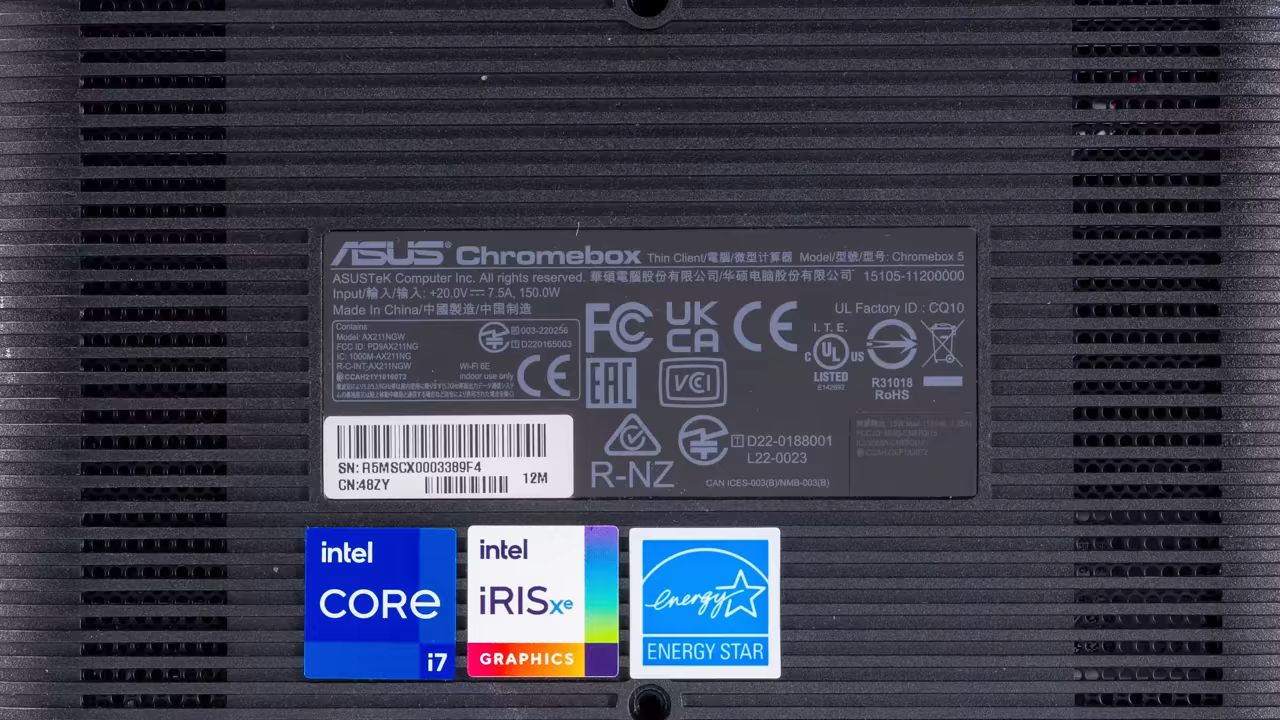 ASUS® Chromebox Thin Client/電腦/微型计算器 Model/型號/型号: Chromebox 5
ASUSTeK Computer Inc. All rights reserved. 華碩電腦股份有限公司/华硕电脑股份有限公司 15105-11200000
Input/輸入/输入: +20.0V⎓ 7.5A, 150.0W
Made In China/中國製造/中国制造
UL Factory ID : CQ10
Contains
Model: AX211NGW
FCC ID: PD9AX211NG
IC: 1000M-AX211NG
R-C-INT-AX211NGW
CCAH21Y10160T3
R 003-220256
T D220165003
Wi-Fi 6E
indoor use only
CE
FC
UK
CA
CE
EAC
VCI
I. T. E.
C UL US
LISTED
E142692
R31018
RoHS
R-NZ
T D22-0188001
L22-0023
CAN ICES-003(B)/NMB-003(B)
SN: R5MSCX0003389F4
CN:48ZY
12M
intel
CORE
i7
intel
iRIS xe
GRAPHICS
energy
ENERGY STAR